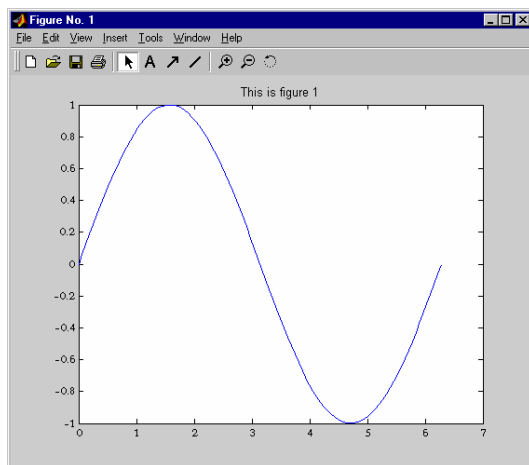 Figure No. 1
File Edit View Insert Tools Window Help
A
This is figure 1
1
0.8
0.6
0.4
0.2
0
-0.2
-0.4
-0.6
-0.8
-1
0 1 2 3 4 5 6 7